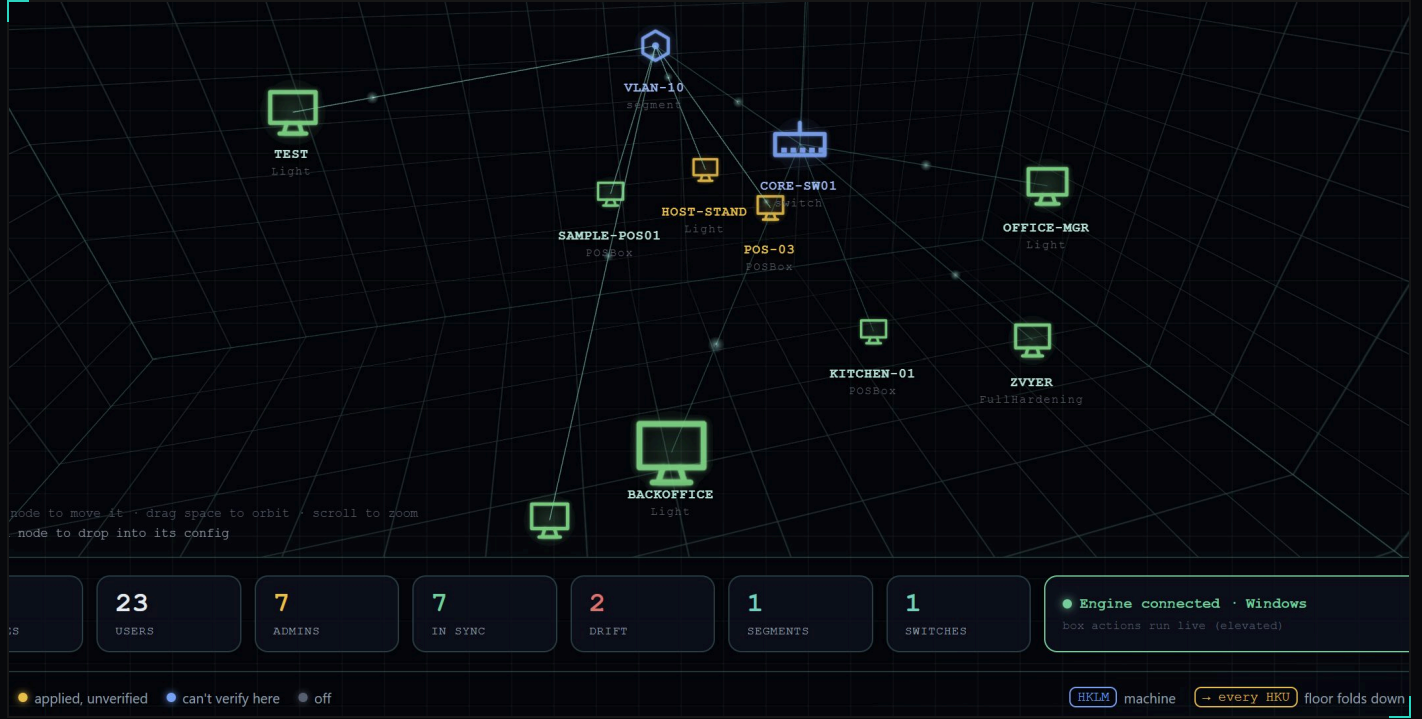 VLAN-10
segment
TEST
Light
CORE-SW01
switch
HOST-STAND
Light
SAMPLE-POS01
POSBox
POS-03
POSBox
OFFICE-MGR
Light
KITCHEN-01
POSBox
ZVYER
FullHardening
BACKOFFICE
Light
node to move it · drag space to orbit · scroll to zoom
node to drop into its config
23
USERS
7
ADMINS
7
IN SYNC
2
DRIFT
1
SEGMENTS
1
SWITCHES
Engine connected · Windows
box actions run live (elevated)
applied, unverified
can't verify here
off
HKLM machine
→ every HKU floor folds down